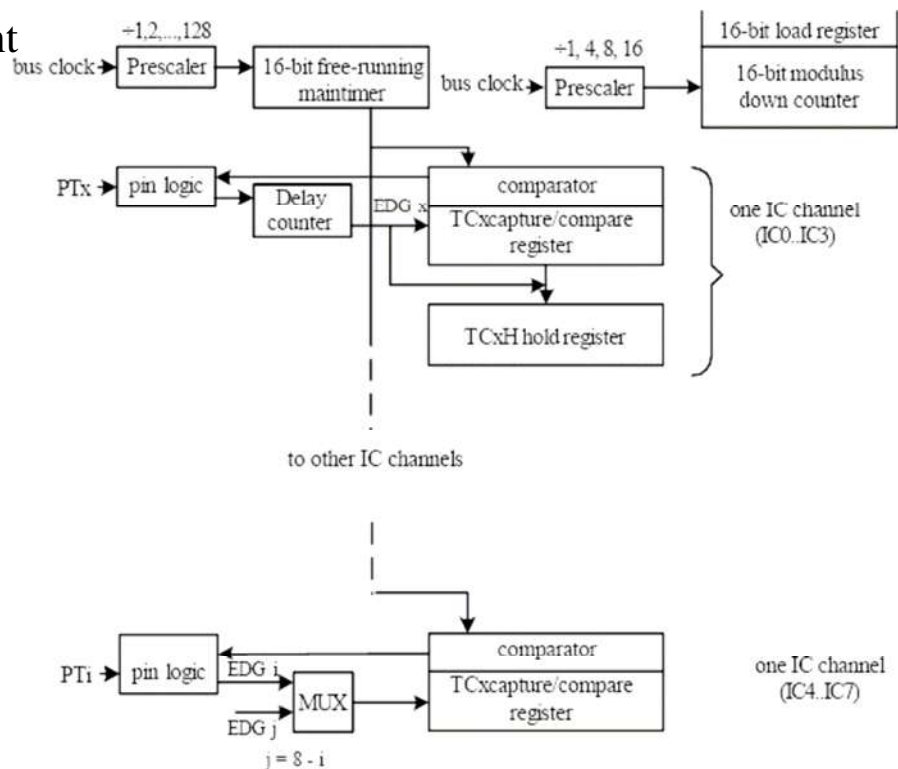 nt
÷1,2,...,128
bus clock
Prescaler
16-bit free-running
maintimer
÷1, 4, 8, 16
bus clock
Prescaler
16-bit load register
16-bit modulus
down counter
PTx
pin logic
Delay
counter
EDG x
comparator
TCxcapture/compare
register
TCxH hold register
one IC channel
(IC0..IC3)
to other IC channels
PTi
pin logic
EDG i
EDG j
MUX
j = 8 - i
comparator
TCxcapture/compare
register
one IC channel
(IC4..IC7)